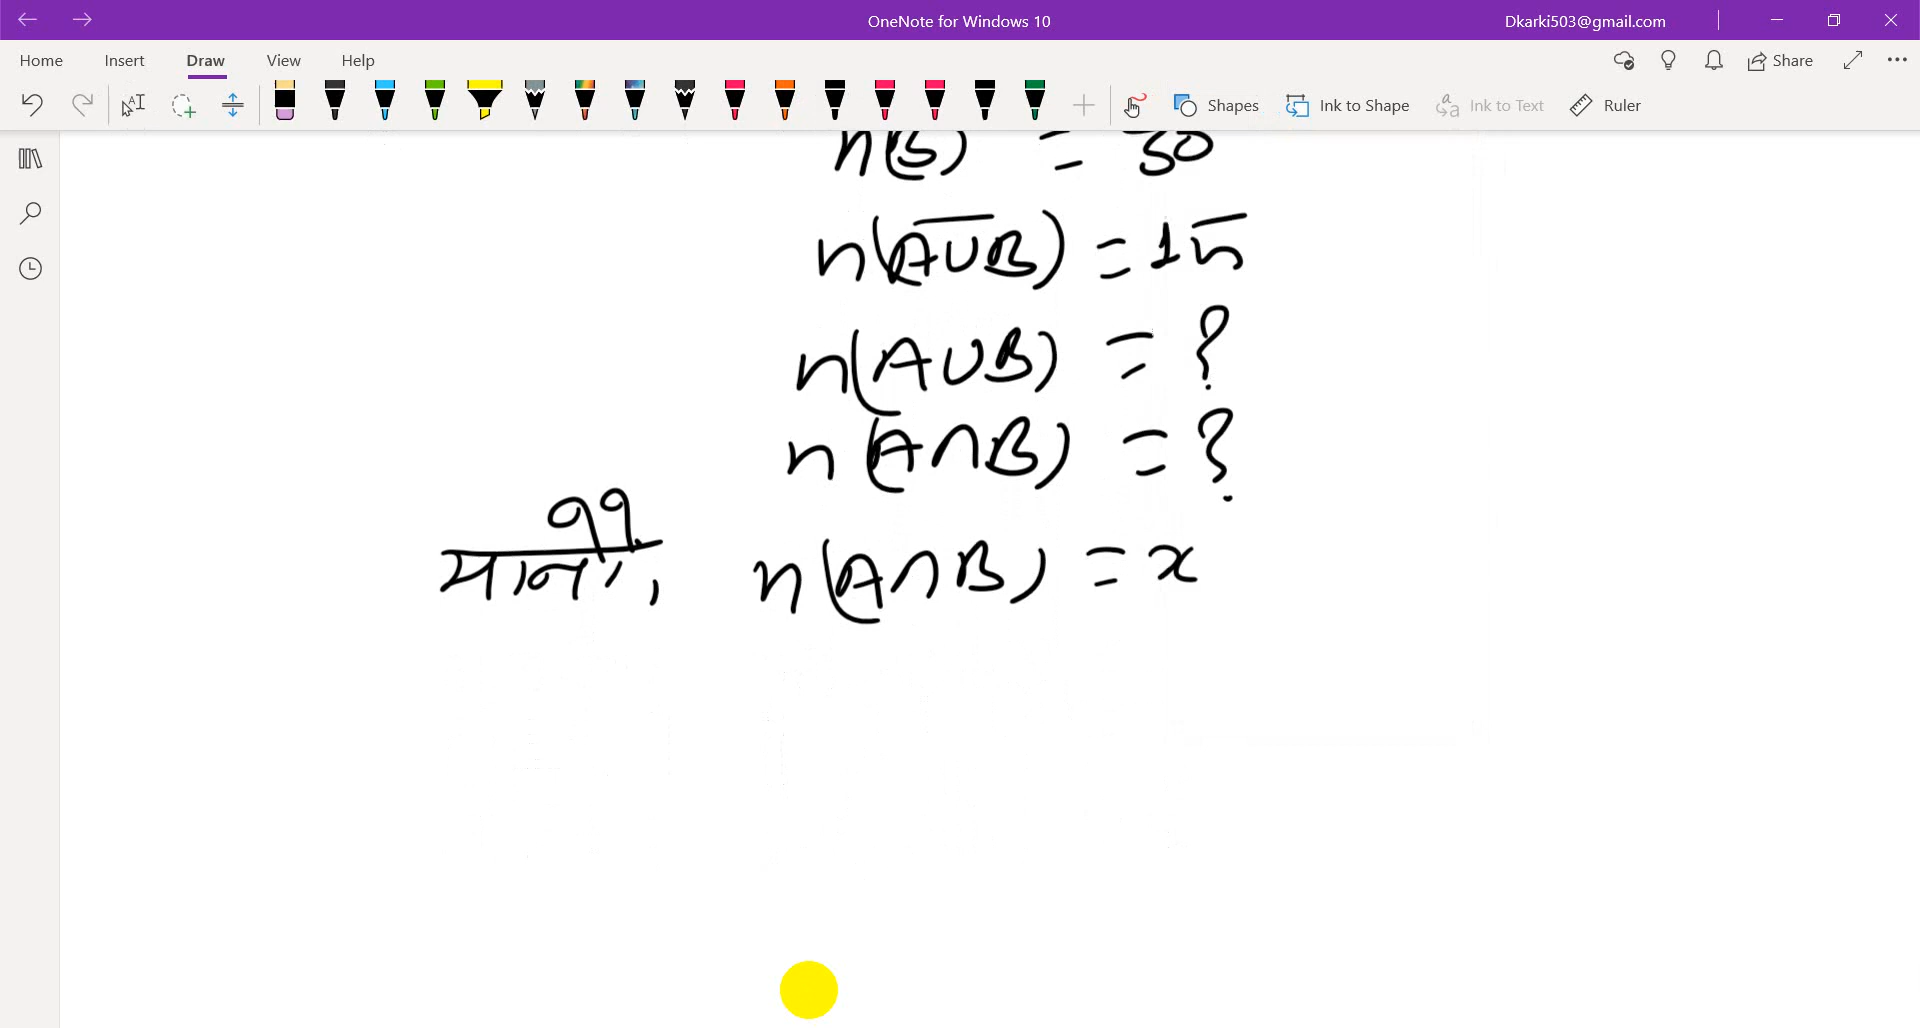 OneNote for Windows 10
Dkarki503@gmail.com
Home Insert Draw View Help
Share
Shapes Ink to Shape Ink to Text Ruler
n(B) = 50
n(\overline{A∪B}) = 15
n(A∪B) = ?
n(A∩B) = ?
मानौं, n(A∩B) = x